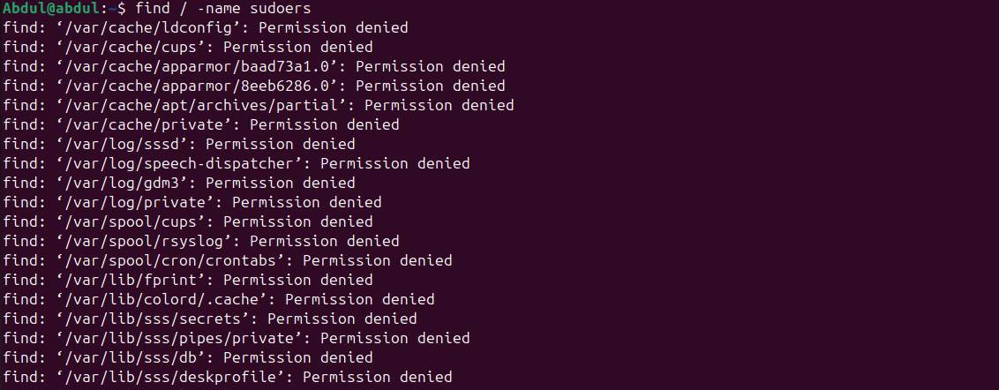 Abdul@abdul:~$ find / -name sudoers
find: ‘/var/cache/ldconfig’: Permission denied
find: ‘/var/cache/cups’: Permission denied
find: ‘/var/cache/apparmor/baad73a1.0’: Permission denied
find: ‘/var/cache/apparmor/8eeb6286.0’: Permission denied
find: ‘/var/cache/apt/archives/partial’: Permission denied
find: ‘/var/cache/private’: Permission denied
find: ‘/var/log/sssd’: Permission denied
find: ‘/var/log/speech-dispatcher’: Permission denied
find: ‘/var/log/gdm3’: Permission denied
find: ‘/var/log/private’: Permission denied
find: ‘/var/spool/cups’: Permission denied
find: ‘/var/spool/rsyslog’: Permission denied
find: ‘/var/spool/cron/crontabs’: Permission denied
find: ‘/var/lib/fprint’: Permission denied
find: ‘/var/lib/colord/.cache’: Permission denied
find: ‘/var/lib/sss/secrets’: Permission denied
find: ‘/var/lib/sss/pipes/private’: Permission denied
find: ‘/var/lib/sss/db’: Permission denied
find: ‘/var/lib/sss/deskprofile’: Permission denied